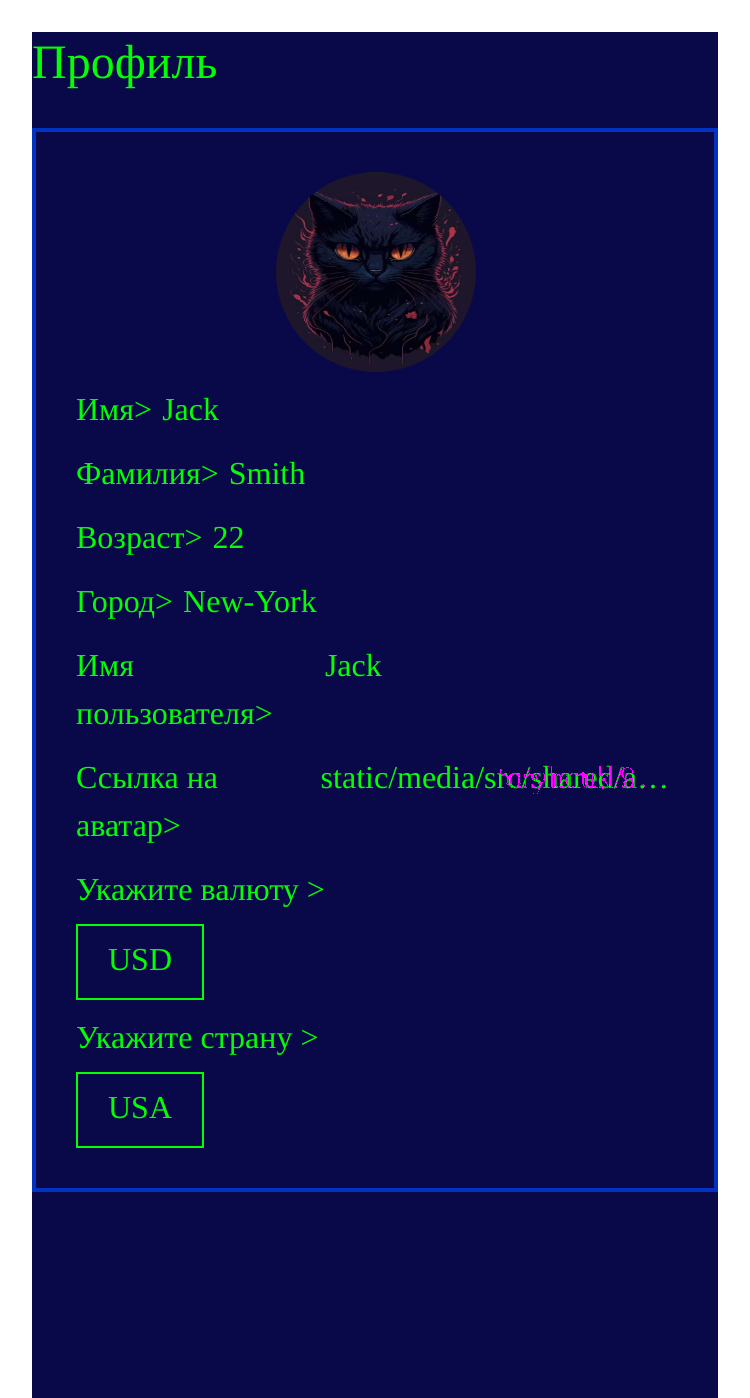 Профиль
Имя> Jack
Фамилия> Smith
Возраст> 22
Город> New-York
Имя Jack
пользователя>
Ссылка на static/media/src/shared/a…
аватар>
Укажите валюту >
USD
Укажите страну >
USA